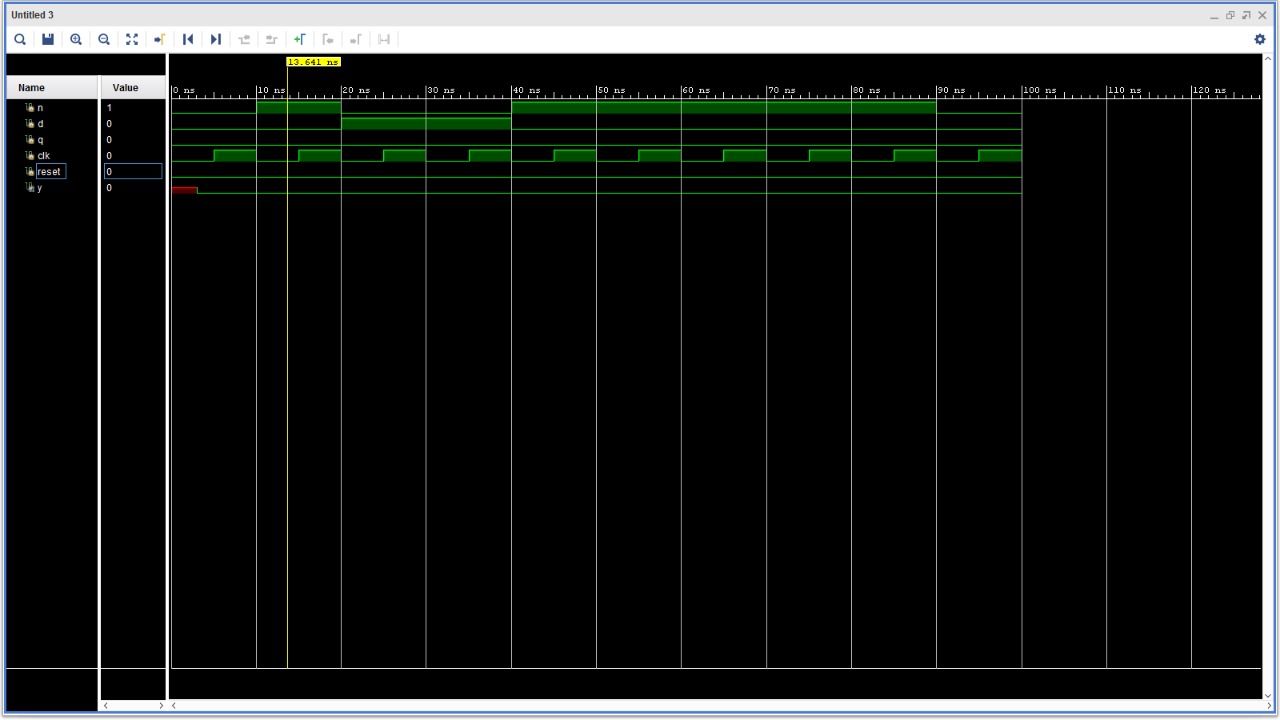 Untitled 3
13.641 ns
Name Value 0 ns 10 ns 20 ns 30 ns 40 ns 50 ns 60 ns 70 ns 80 ns 90 ns 100 ns 110 ns 120 ns
n 1
d 0
q 0
clk 0
reset 0
y 0